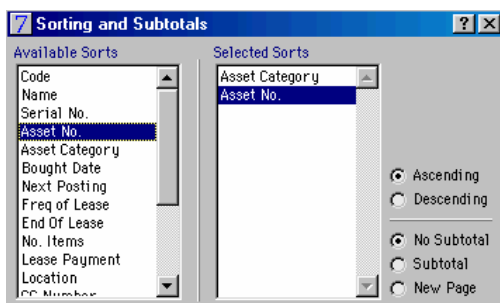 7 Sorting and Subtotals ? ×
Available Sorts
Code
Name
Serial No.
Asset No.
Asset Category
Bought Date
Next Posting
Freq of Lease
End Of Lease
No. Items
Lease Payment
Location
CC Number
Selected Sorts
Asset Category
Asset No.
Ascending
Descending
No Subtotal
Subtotal
New Page